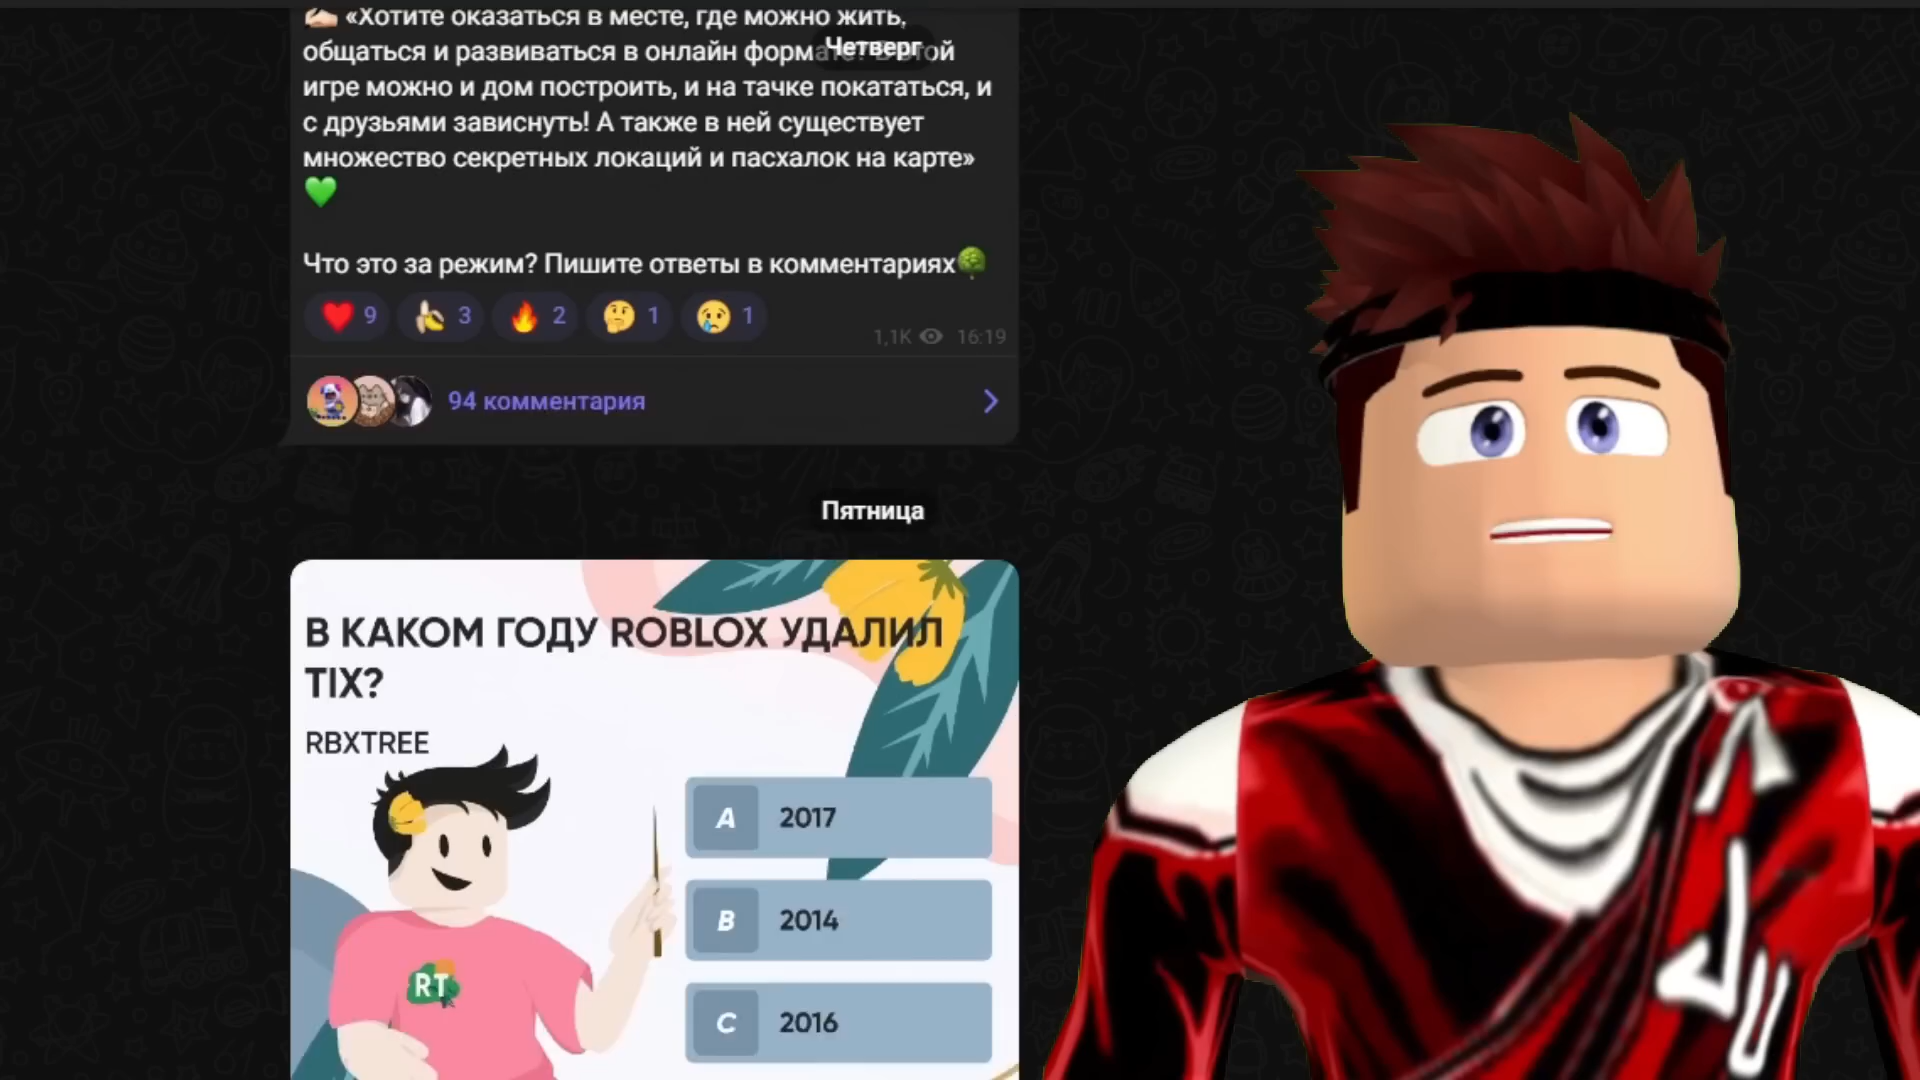 «Хотите оказаться в месте, где можно жить,
общаться и развиваться в онлайн формате? В этой
Четверг
игре можно и дом построить, и на тачке покататься, и
с друзьями зависнуть! А также в ней существует
множество секретных локаций и пасхалок на карте»
Что это за режим? Пишите ответы в комментариях
9 3 2 1 1
1,1K 16:19
94 комментария
Пятница
В КАКОМ ГОДУ ROBLOX УДАЛИЛ
TIX?
RBXTREE
A 2017
B 2014
C 2016
RT